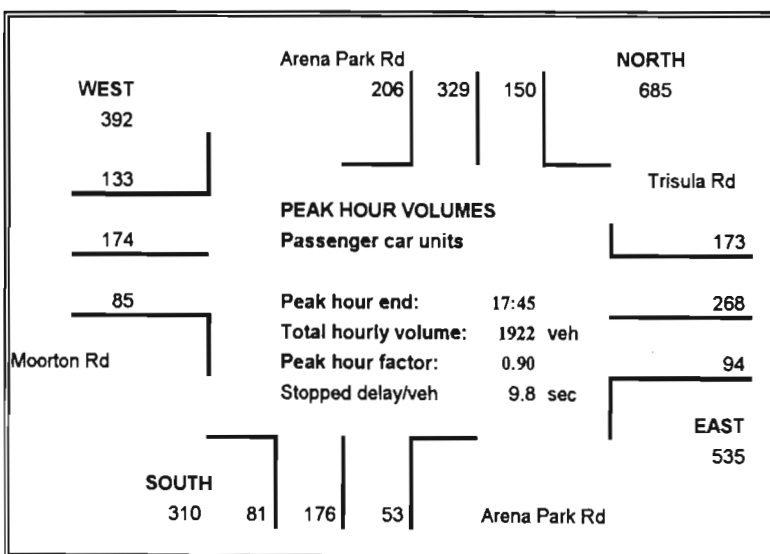 Arena Park Rd NORTH
WEST 206 329 150 685
392
133
Trisula Rd
PEAK HOUR VOLUMES
174 Passenger car units 173
85 Peak hour end: 17:45 268
Total hourly volume: 1922 veh
Moorton Rd Peak hour factor: 0.90 94
Stopped delay/veh 9.8 sec
EAST
535
SOUTH
310 81 176 53 Arena Park Rd